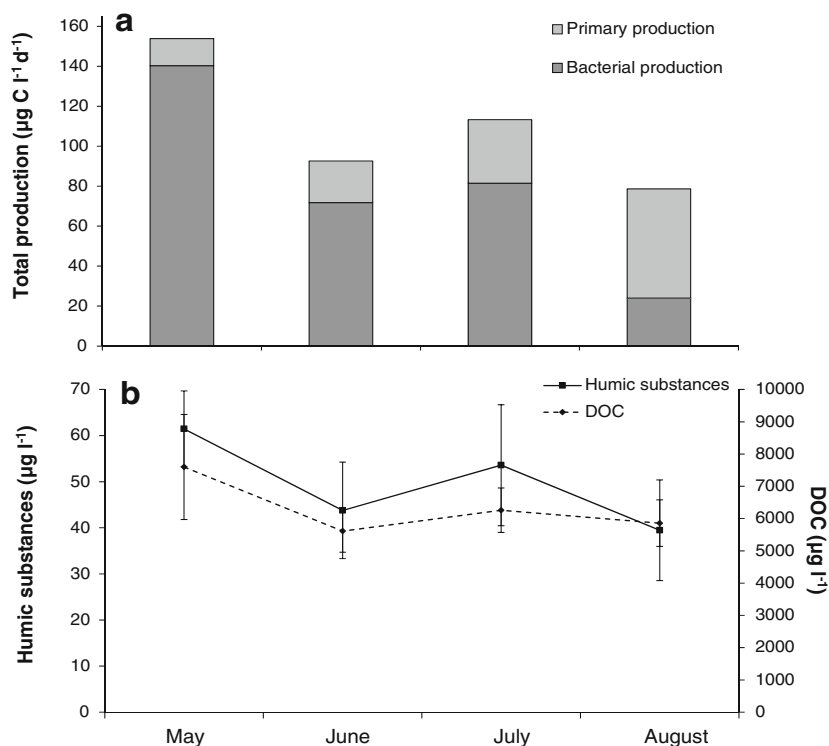 a
Primary production
Bacterial production
Total production (µg C l-1 d-1)
160
140
120
100
80
60
40
20
0
b
Humic substances
DOC
Humic substances (µg l-1)
70
60
50
40
30
20
10
0
DOC (µg l-1)
10000
9000
8000
7000
6000
5000
4000
3000
2000
1000
0
May June July August